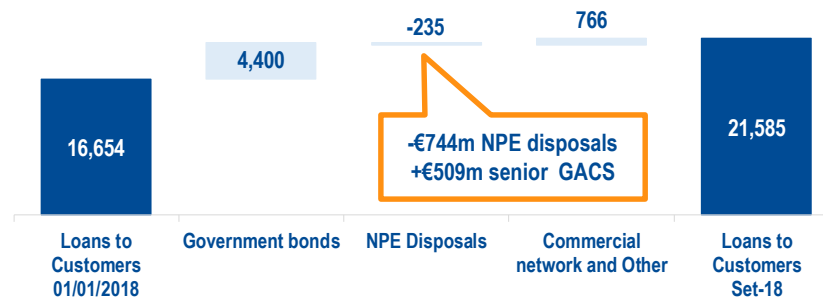 -235
766
4,400
16,654
-€744m NPE disposals
+€509m senior GACS
21,585
Loans to
Customers
01/01/2018
Government bonds
NPE Disposals
Commercial
network and Other
Loans to
Customers
Set-18